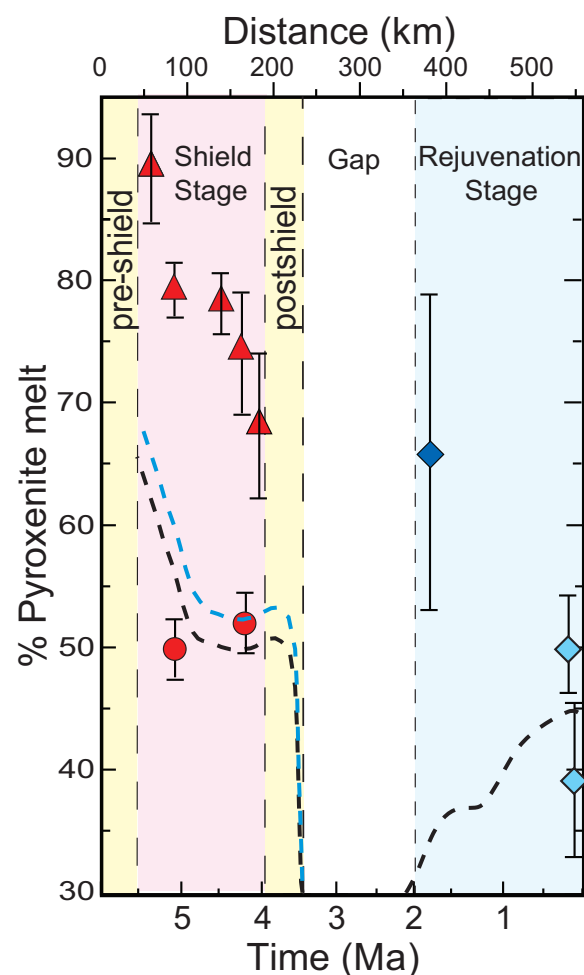 Distance (km)
0 100 200 300 400 500
Shield
Stage
Gap
Rejuvenation
Stage
pre-shield
postshield
% Pyroxenite melt
90
80
70
60
50
40
30
5 4 3 2 1
Time (Ma)